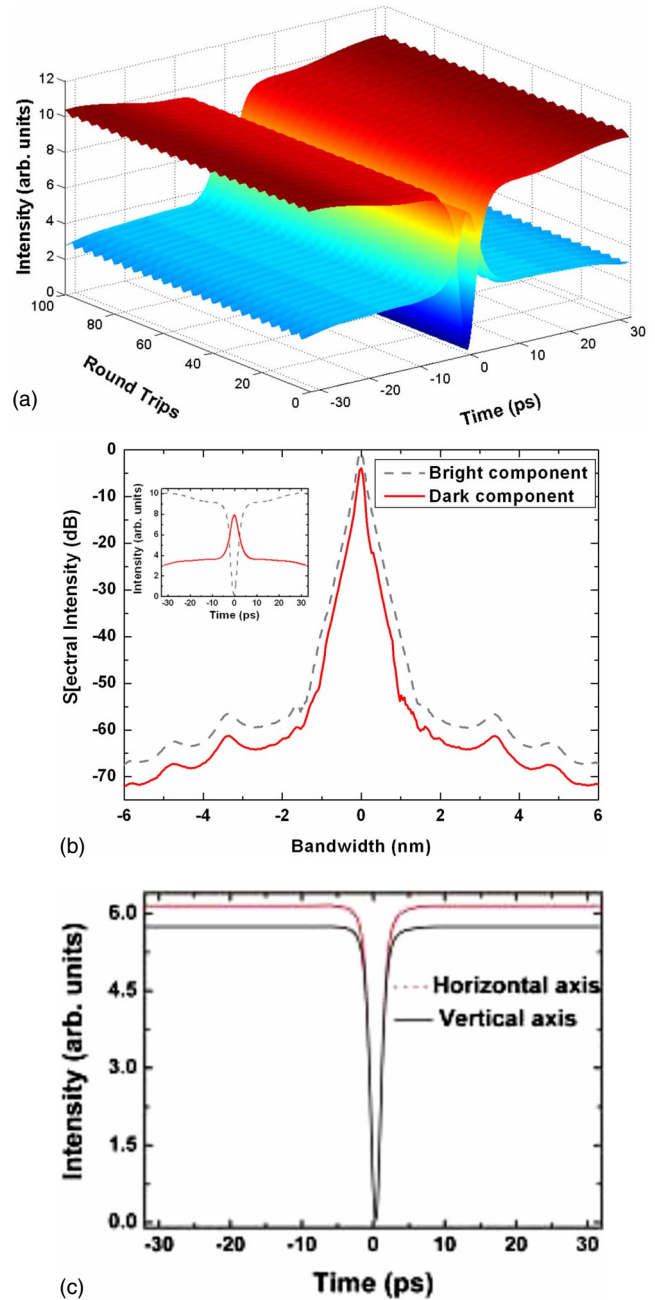 12
10
8
6
4
2
0
Intensity (arb. units)
100
80
60
40
20
0
Round Trips
-30
-20
-10
0
10
20
30
Time (ps)
(a)
0
-10
-20
-30
-40
-50
-60
-70
S[ectral Intensity (dB)
Bright component
Dark component
10
8
6
4
2
0
Intensity (arb. units)
-30 -20 -10 0 10 20 30
Time (ps)
-6 -4 -2 0 2 4 6
Bandwidth (nm)
(b)
6.0
4.5
3.0
1.5
0.0
Intensity (arb. units)
Horizontal axis
Vertical axis
-30 -20 -10 0 10 20 30
Time (ps)
(c)